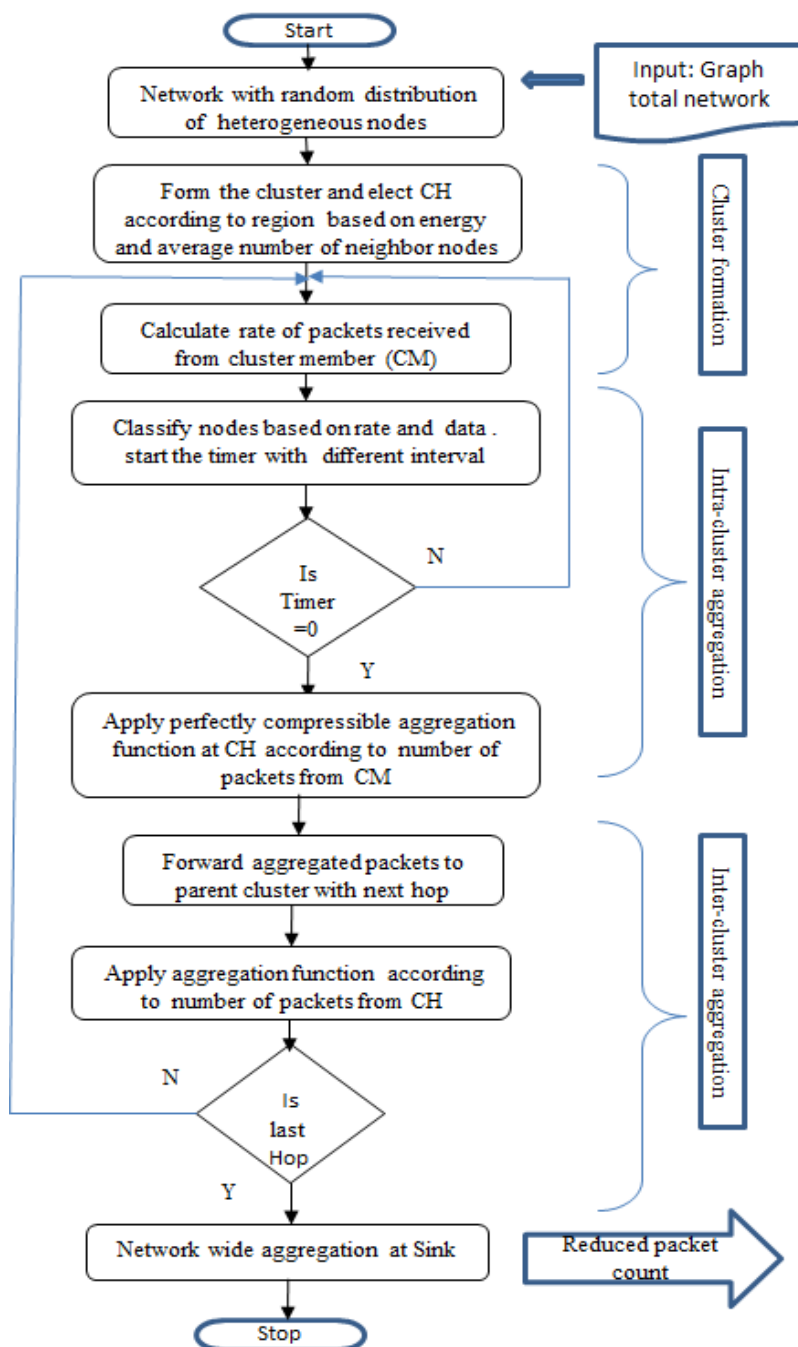 Start
Input: Graph
total network
Network with random distribution
of heterogeneous nodes
Form the cluster and elect CH
according to region based on energy
and average number of neighbor nodes
Cluster formation
Calculate rate of packets received
from cluster member (CM)
Classify nodes based on rate and data .
start the timer with different interval
Intra-cluster aggregation
N
Is
Timer
=0
Y
Apply perfectly compressible aggregation
function at CH according to number of
packets from CM
Forward aggregated packets to
parent cluster with next hop
Inter-cluster aggregation
Apply aggregation function according
to number of packets from CH
N
Is
last
Hop
Y
Network wide aggregation at Sink
Reduced packet
count
Stop